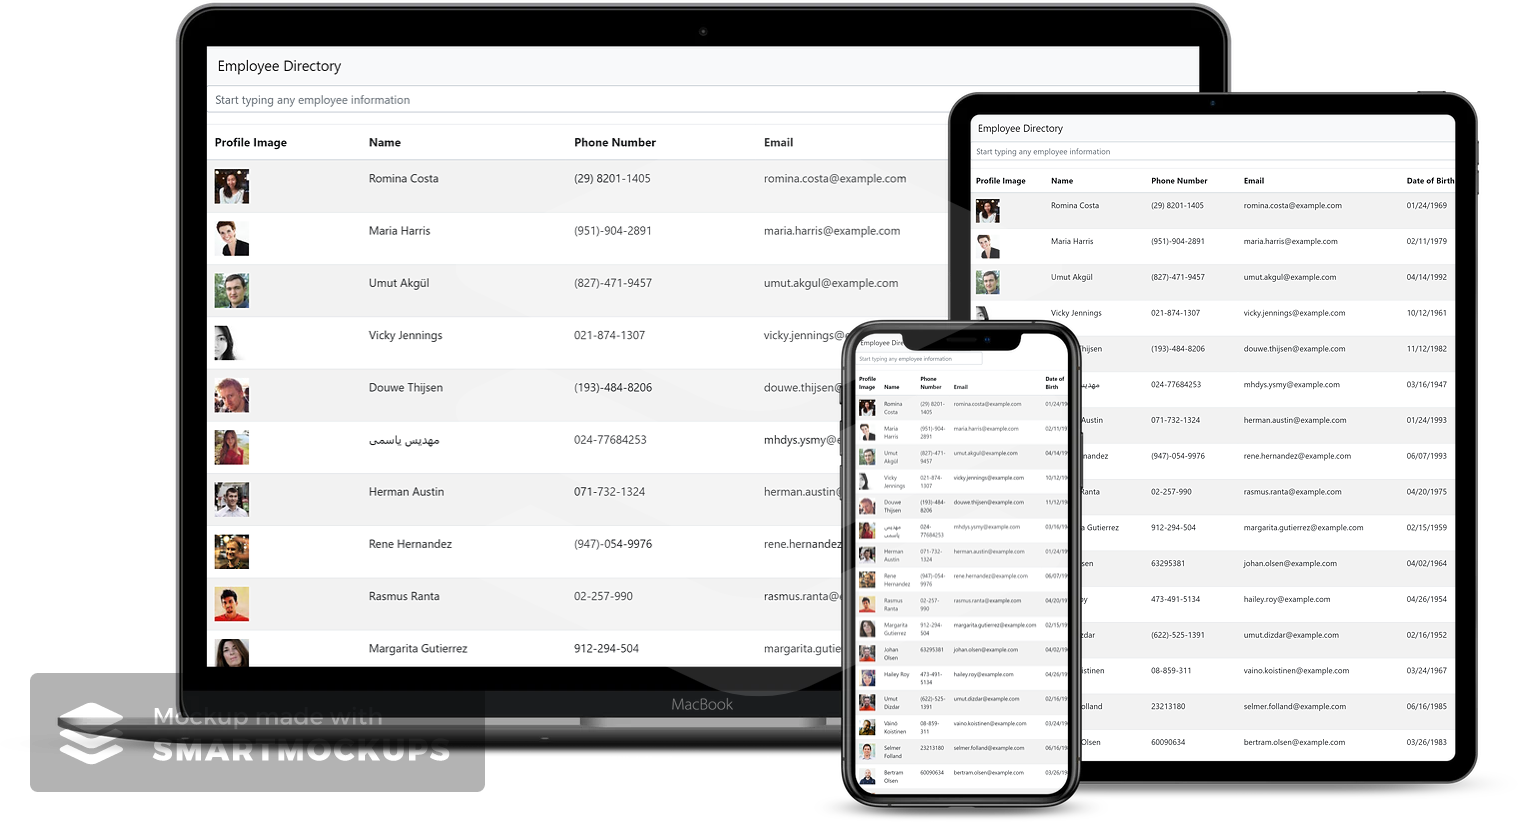 Employee Directory
Start typing any employee information
Profile Image Name Phone Number Email
Romina Costa (29) 8201-1405 romina.costa@example.com
Maria Harris (951)-904-2891 maria.harris@example.com
Umut Akgül (827)-471-9457 umut.akgul@example.com
Vicky Jennings 021-874-1307 vicky.jennings@
Douwe Thijsen (193)-484-8206 douwe.thijsen@
مهدیس یاسمی 024-77684253 mhdys.ysmy@e
Herman Austin 071-732-1324 herman.austin@
Rene Hernandez (947)-054-9976 rene.hernandez
Rasmus Ranta 02-257-990 rasmus.ranta@
Margarita Gutierrez 912-294-504 margarita.gutie
MacBook
Mockup made with
SMARTMOCKUPS
Employee Directory
Start typing any employee information
Profile Image Name Phone Number Email Date of Birth
Romina Costa (29) 8201-1405 romina.costa@example.com 01/24/1969
Maria Harris (951)-904-2891 maria.harris@example.com 02/11/1979
Umut Akgül (827)-471-9457 umut.akgul@example.com 04/14/1992
Vicky Jennings 021-874-1307 vicky.jennings@example.com 10/12/1961
hijsen (193)-484-8206 douwe.thijsen@example.com 11/12/1982
024-77684253 mhdys.ysmy@example.com 03/16/1947
Austin 071-732-1324 herman.austin@example.com 01/24/1993
nandez (947)-054-9976 rene.hernandez@example.com 06/07/1993
Ranta 02-257-990 rasmus.ranta@example.com 04/20/1975
a Gutierrez 912-294-504 margarita.gutierrez@example.com 02/15/1959
sen 63295381 johan.olsen@example.com 04/02/1964
oy 473-491-5134 hailey.roy@example.com 04/26/1954
izdar (622)-525-1391 umut.dizdar@example.com 02/16/1952
istinen 08-859-311 vaino.koistinen@example.com 03/24/1967
olland 23213180 selmer.folland@example.com 06/16/1985
Olsen 60090634 bertram.olsen@example.com 03/26/1983
Employee Dire
Start typing any employee information
Profile Phone Date of
Image Name Number Email Birth
Romina (29) 8201- romina.costa@example.com 01/24/19
Costa 1405
Maria (951)-904- maria.harris@example.com 02/11/19
Harris 2891
Umut (827)-471- umut.akgul@example.com 04/14/19
Akgül 9457
Vicky 021-874- vicky.jennings@example.com 10/12/19
Jennings 1307
Douwe (193)-484- douwe.thijsen@example.com 11/12/19
Thijsen 8206
مهدیس 024- mhdys.ysmy@example.com 03/16/19
یاسمی 77684253
Herman 071-732- herman.austin@example.com 01/24/19
Austin 1324
Rene (947)-054- rene.hernandez@example.com 06/07/19
Hernandez 9976
Rasmus 02-257- rasmus.ranta@example.com 04/20/19
Ranta 990
Margarita 912-294- margarita.gutierrez@example.com 02/15/19
Gutierrez 504
Johan 63295381 johan.olsen@example.com 04/02/19
Olsen
Hailey Roy 473-491- hailey.roy@example.com 04/26/19
5134
Umut (622)-525- umut.dizdar@example.com 02/16/19
Dizdar 1391
Väinö 08-859- vaino.koistinen@example.com 03/24/19
Koistinen 311
Selmer 23213180 selmer.folland@example.com 06/16/19
Folland
Bertram 60090634 bertram.olsen@example.com 03/26/19
Olsen